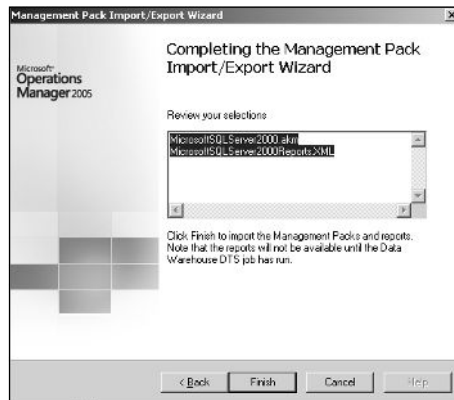 Management Pack Import/Export Wizard
Microsoft
Operations
Manager 2005
Completing the Management Pack
Import/Export Wizard
Review your selections
MicrosoftSQLServer2000.akm
MicrosoftSQLServer2000Reports.XML
Click Finish to import the Management Packs and reports.
Note that the reports will not be available until the Data
Warehouse DTS job has run.
< Back Finish Cancel Help